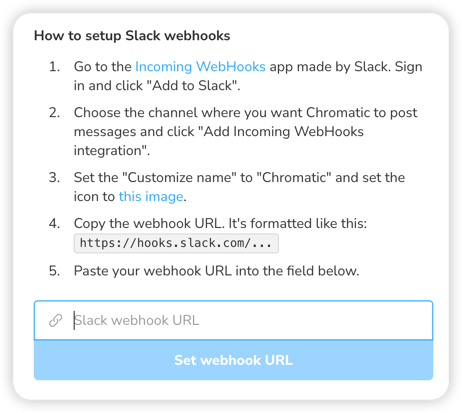 How to setup Slack webhooks
1. Go to the Incoming WebHooks app made by Slack. Sign
in and click "Add to Slack".
2. Choose the channel where you want Chromatic to post
messages and click "Add Incoming WebHooks
integration".
3. Set the "Customize name" to "Chromatic" and set the
icon to this image.
4. Copy the webhook URL. It's formatted like this:
https://hooks.slack.com/...
5. Paste your webhook URL into the field below.
Slack webhook URL
Set webhook URL